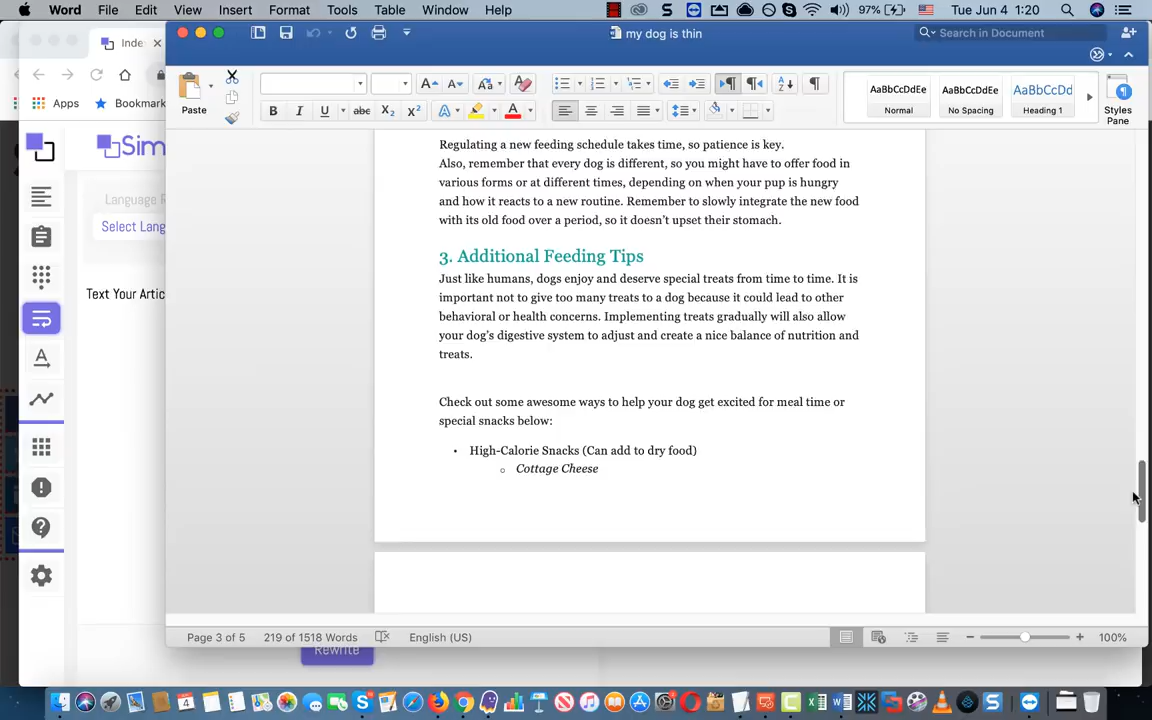 Word File Edit View Insert Format Tools Table Window Help 97% Tue Jun 4 1:20
Inde
my dog is thin
Search in Document
Apps
Bookmark
Paste
B I U abc X2 X2 A A
AaBbCcDdEe AaBbCcDdEe AaBbCcDd
Normal No Spacing Heading 1
Styles
Pane
Sim
Language R
Select Lang
Text Your Artic
Regulating a new feeding schedule takes time, so patience is key.
Also, remember that every dog is different, so you might have to offer food in
various forms or at different times, depending on when your pup is hungry
and how it reacts to a new routine. Remember to slowly integrate the new food
with its old food over a period, so it doesn't upset their stomach.
3. Additional Feeding Tips
Just like humans, dogs enjoy and deserve special treats from time to time. It is
important not to give too many treats to a dog because it could lead to other
behavioral or health concerns. Implementing treats gradually will also allow
your dog's digestive system to adjust and create a nice balance of nutrition and
treats.
Check out some awesome ways to help your dog get excited for meal time or
special snacks below:
• High-Calorie Snacks (Can add to dry food)
○ Cottage Cheese
Page 3 of 5 219 of 1518 Words English (US) 100%
Rewrite